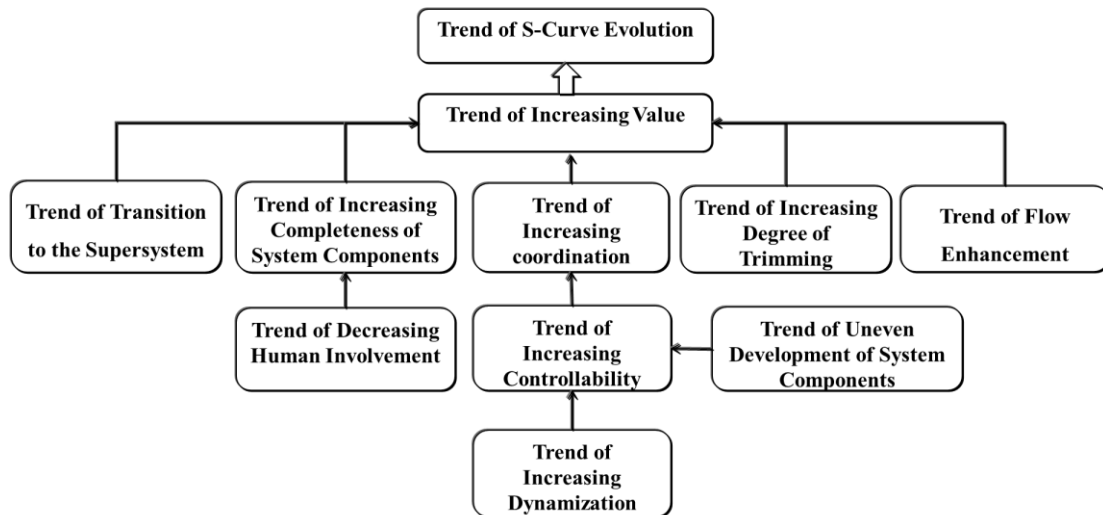 Trend of S-Curve Evolution
Trend of Increasing Value
Trend of Transition
to the Supersystem
Trend of Increasing
Completeness of
System Components
Trend of
Increasing
coordination
Trend of Increasing
Degree of
Trimming
Trend of Flow
Enhancement
Trend of Decreasing
Human Involvement
Trend of
Increasing
Controllability
Trend of Uneven
Development of System
Components
Trend of
Increasing
Dynamization